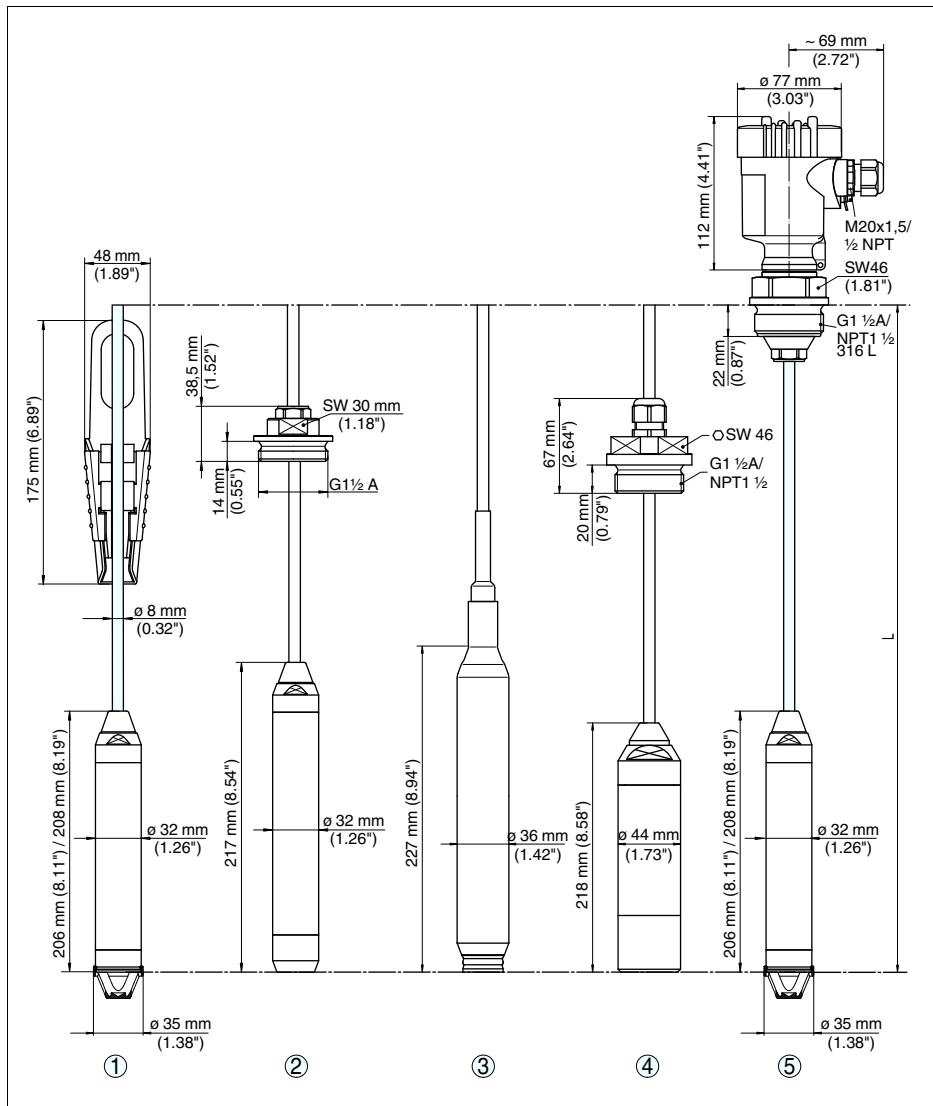 ~ 69 mm
(2.72")
ø 77 mm
(3.03")
112 mm (4.41")
M20x1,5/
½ NPT
SW46
(1.81")
G1 ½A/
NPT1 ½
316 L
22 mm
(0.87")
48 mm
(1.89")
175 mm (6.89")
ø 8 mm
(0.32")
206 mm (8.11") / 208 mm (8.19")
ø 32 mm
(1.26")
ø 35 mm
(1.38")
38,5 mm
(1.52")
SW 30 mm
(1.18")
14 mm
(0.55")
G1½ A
217 mm (8.54")
ø 32 mm
(1.26")
227 mm (8.94")
ø 36 mm
(1.42")
67 mm
(2.64")
SW 46
G1 ½A/
NPT1 ½
20 mm
(0.79")
218 mm (8.58")
ø 44 mm
(1.73")
L
206 mm (8.11") / 208 mm (8.19")
ø 32 mm
(1.26")
ø 35 mm
(1.38")
1
2
3
4
5